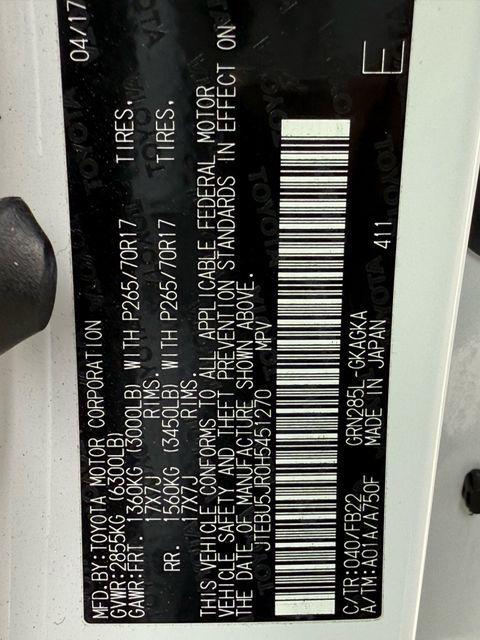 MFD.BY:TOYOTA MOTOR CORPORATION 04/17
GVWR:2855KG (6300LB)
GAWR:FRT. 1360KG (3000LB) WITH P265/70R17 TIRES,
17X7J RIMS.
RR. 1560KG (3450LB) WITH P265/70R17 TIRES,
17X7J RIMS.
THIS VEHICLE CONFORMS TO ALL APPLICABLE FEDERAL MOTOR
VEHICLE SAFETY AND THEFT PREVENTION STANDARDS IN EFFECT ON
THE DATE OF MANUFACTURE SHOWN ABOVE.
JTEBU5JR0H5451270 MPV
C/TR:040/FB22 GRN285L-GKAGKA 411 E
A/TM:A01A/A750F MADE IN JAPAN